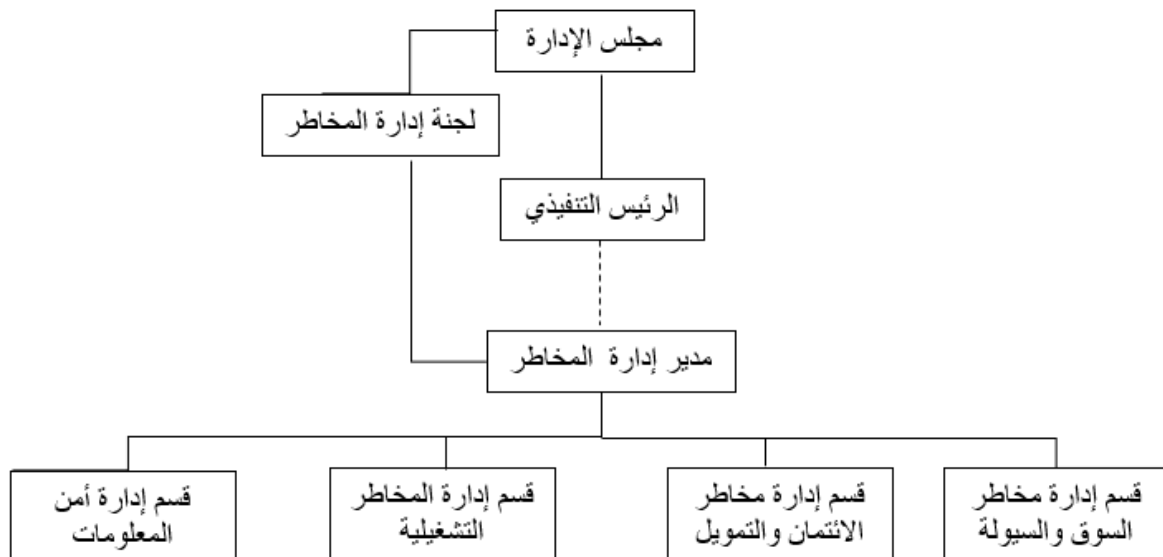 مجلس الإدارة
لجنة إدارة المخاطر
الرئيس التنفيذي
مدير إدارة المخاطر
قسم إدارة مخاطر
السوق والسيولة
قسم إدارة مخاطر
الائتمان والتمويل
قسم إدارة المخاطر
التشغيلية
قسم إدارة أمن
المعلومات